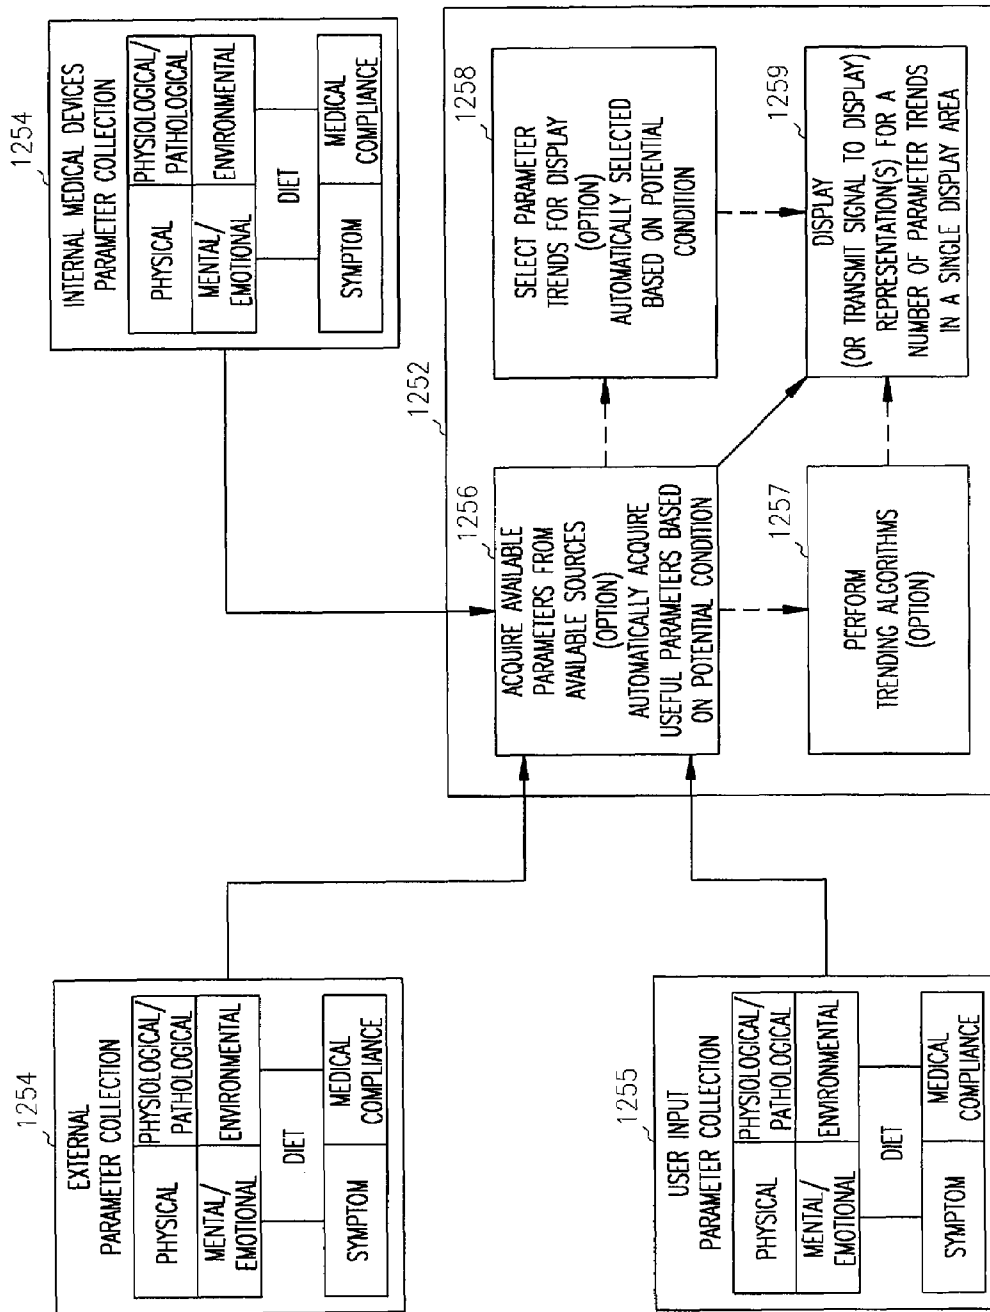 1254
EXTERNAL
PARAMETER COLLECTION
PHYSICAL
PHYSIOLOGICAL/
PATHOLOGICAL
MENTAL/
EMOTIONAL
ENVIRONMENTAL
DIET
SYMPTOM
MEDICAL
COMPLIANCE
1254
INTERNAL MEDICAL DEVICES
PARAMETER COLLECTION
PHYSICAL
PHYSIOLOGICAL/
PATHOLOGICAL
MENTAL/
EMOTIONAL
ENVIRONMENTAL
DIET
SYMPTOM
MEDICAL
COMPLIANCE
1255
USER INPUT
PARAMETER COLLECTION
PHYSICAL
PHYSIOLOGICAL/
PATHOLOGICAL
MENTAL/
EMOTIONAL
ENVIRONMENTAL
DIET
SYMPTOM
MEDICAL
COMPLIANCE
1252
1256
ACQUIRE AVAILABLE
PARAMETERS FROM
AVAILABLE SOURCES
(OPTION)
AUTOMATICALLY ACQUIRE
USEFUL PARAMETERS BASED
ON POTENTIAL CONDITION
1258
SELECT PARAMETER
TRENDS FOR DISPLAY
(OPTION)
AUTOMATICALLY SELECTED
BASED ON POTENTIAL
CONDITION
1257
PERFORM
TRENDING ALGORITHMS
(OPTION)
1259
DISPLAY
(OR TRANSMIT SIGNAL TO DISPLAY)
REPRESENTATION(S) FOR A
NUMBER OF PARAMETER TRENDS
IN A SINGLE DISPLAY AREA